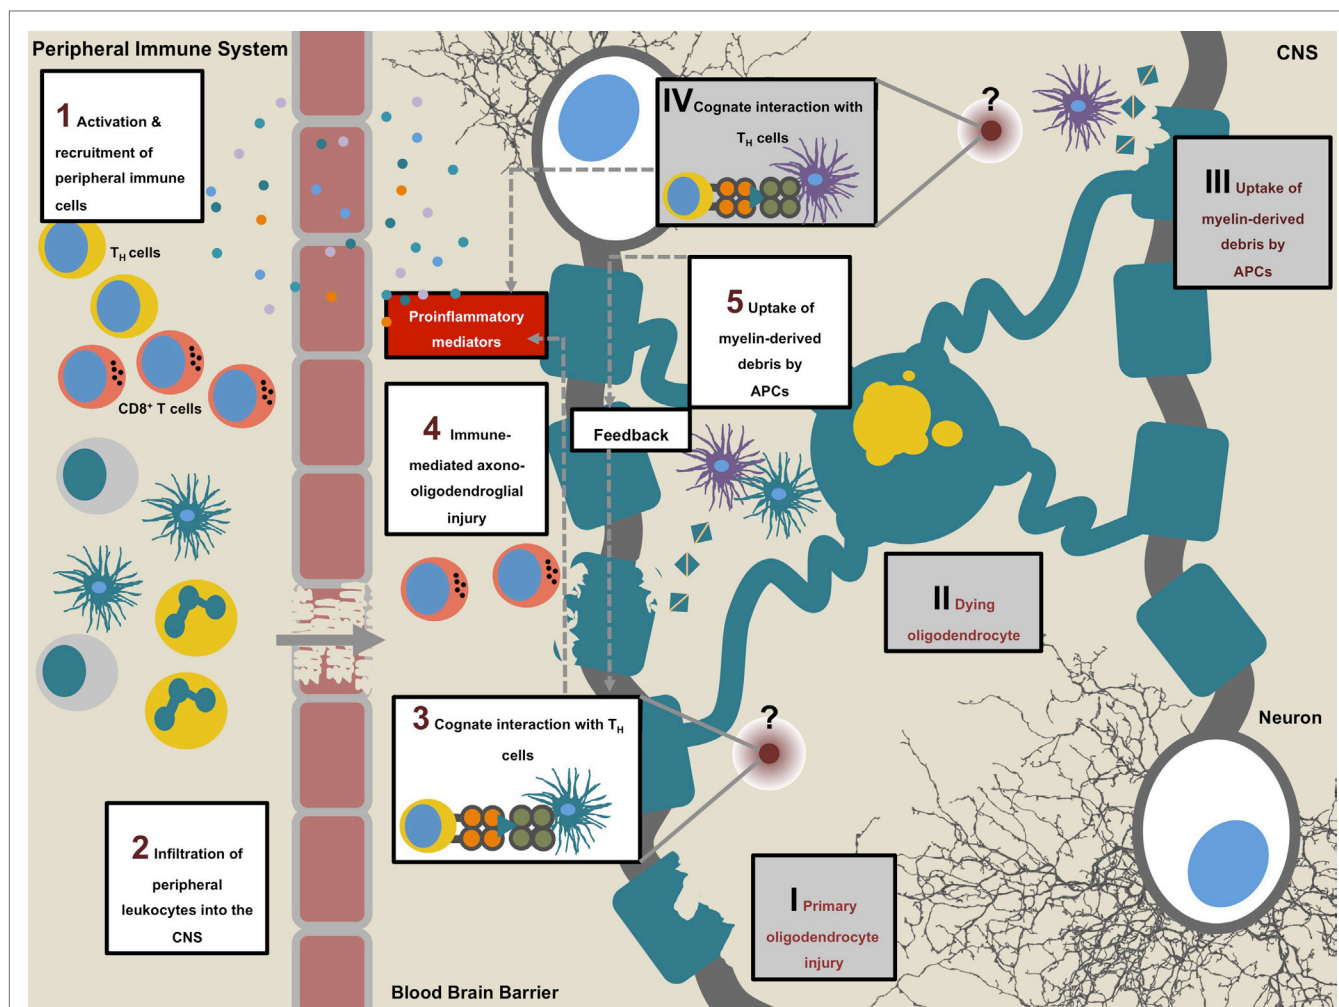 Peripheral Immune System
CNS
1 Activation &
recruitment of
peripheral immune
cells
T_H cells
CD8⁺ T cells
IV Cognate interaction with
T_H cells
?
III Uptake of
myelin-derived
debris by
APCs
Proinflammatory
mediators
5 Uptake of
myelin-derived
debris by
APCs
4 Immune-
mediated axono-
oligodendroglial
injury
Feedback
II Dying
oligodendrocyte
3 Cognate interaction with T_H
cells
?
Neuron
2 Infiltration of
peripheral
leukocytes into the
CNS
I Primary
oligodendrocyte
injury
Blood Brain Barrier